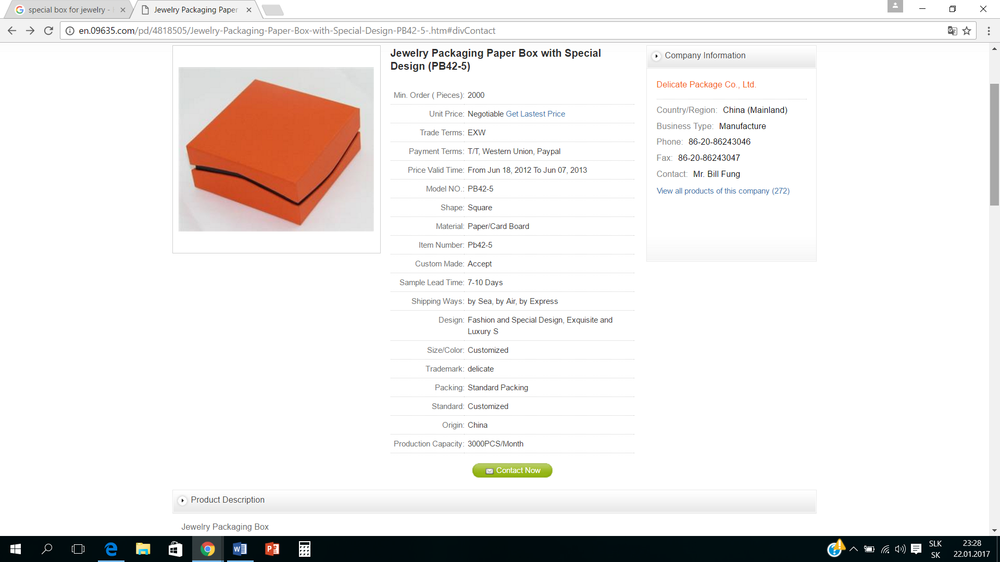 special box for jewelry -
Jewelry Packaging Paper
en.09635.com/pd/4818505/Jewelry-Packaging-Paper-Box-with-Special-Design-PB42-5-.htm#divContact
Jewelry Packaging Paper Box with Special
Design (PB42-5)
Min. Order ( Pieces): 2000
Unit Price: Negotiable Get Lastest Price
Trade Terms: EXW
Payment Terms: T/T, Western Union, Paypal
Price Valid Time: From Jun 18, 2012 To Jun 07, 2013
Model NO.: PB42-5
Shape: Square
Material: Paper/Card Board
Item Number: Pb42-5
Custom Made: Accept
Sample Lead Time: 7-10 Days
Shipping Ways: by Sea, by Air, by Express
Design: Fashion and Special Design, Exquisite and
Luxury S
Size/Color: Customized
Trademark: delicate
Packing: Standard Packing
Standard: Customized
Origin: China
Production Capacity: 3000PCS/Month
Contact Now
Company Information
Delicate Package Co., Ltd.
Country/Region: China (Mainland)
Business Type: Manufacture
Phone: 86-20-86243046
Fax: 86-20-86243047
Contact: Mr. Bill Fung
View all products of this company (272)
Product Description
Jewelry Packaging Box
SLK
SK
23:28
22.01.2017